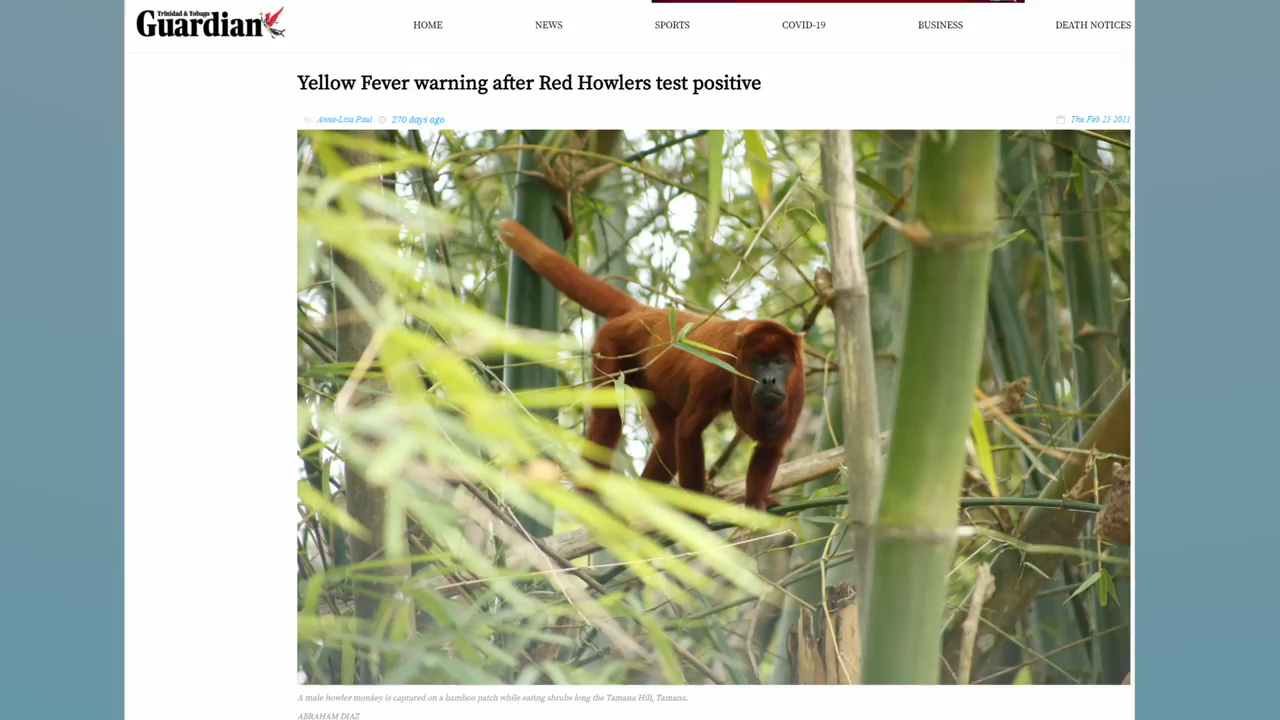 Trinidad & Tobago
Guardian
HOME
NEWS
SPORTS
COVID-19
BUSINESS
DEATH NOTICES
Yellow Fever warning after Red Howlers test positive
by Anna-Lisa Paul 270 days ago
Thu Feb 25 2021
A male howler monkey is captured on a bamboo patch while eating shrubs long the Tamana Hill, Tamana.
ABRAHAM DIAZ